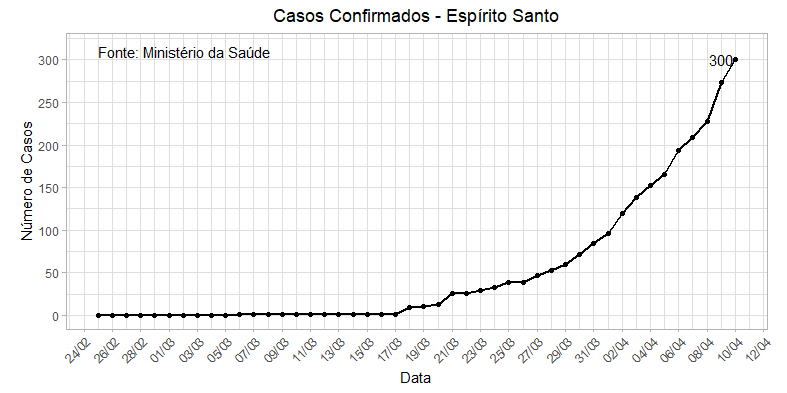 Casos Confirmados - Espírito Santo
Fonte: Ministério da Saúde
300
Número de Casos
300
250
200
150
100
50
0
24/02 26/02 28/02 01/03 03/03 05/03 07/03 09/03 11/03 13/03 15/03 17/03 19/03 21/03 23/03 25/03 27/03 29/03 31/03 02/04 04/04 06/04 08/04 10/04 12/04
Data